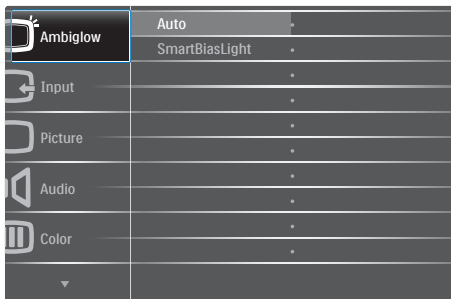 Ambiglow
Auto
SmartBiasLight
Input
Picture
Audio
Color